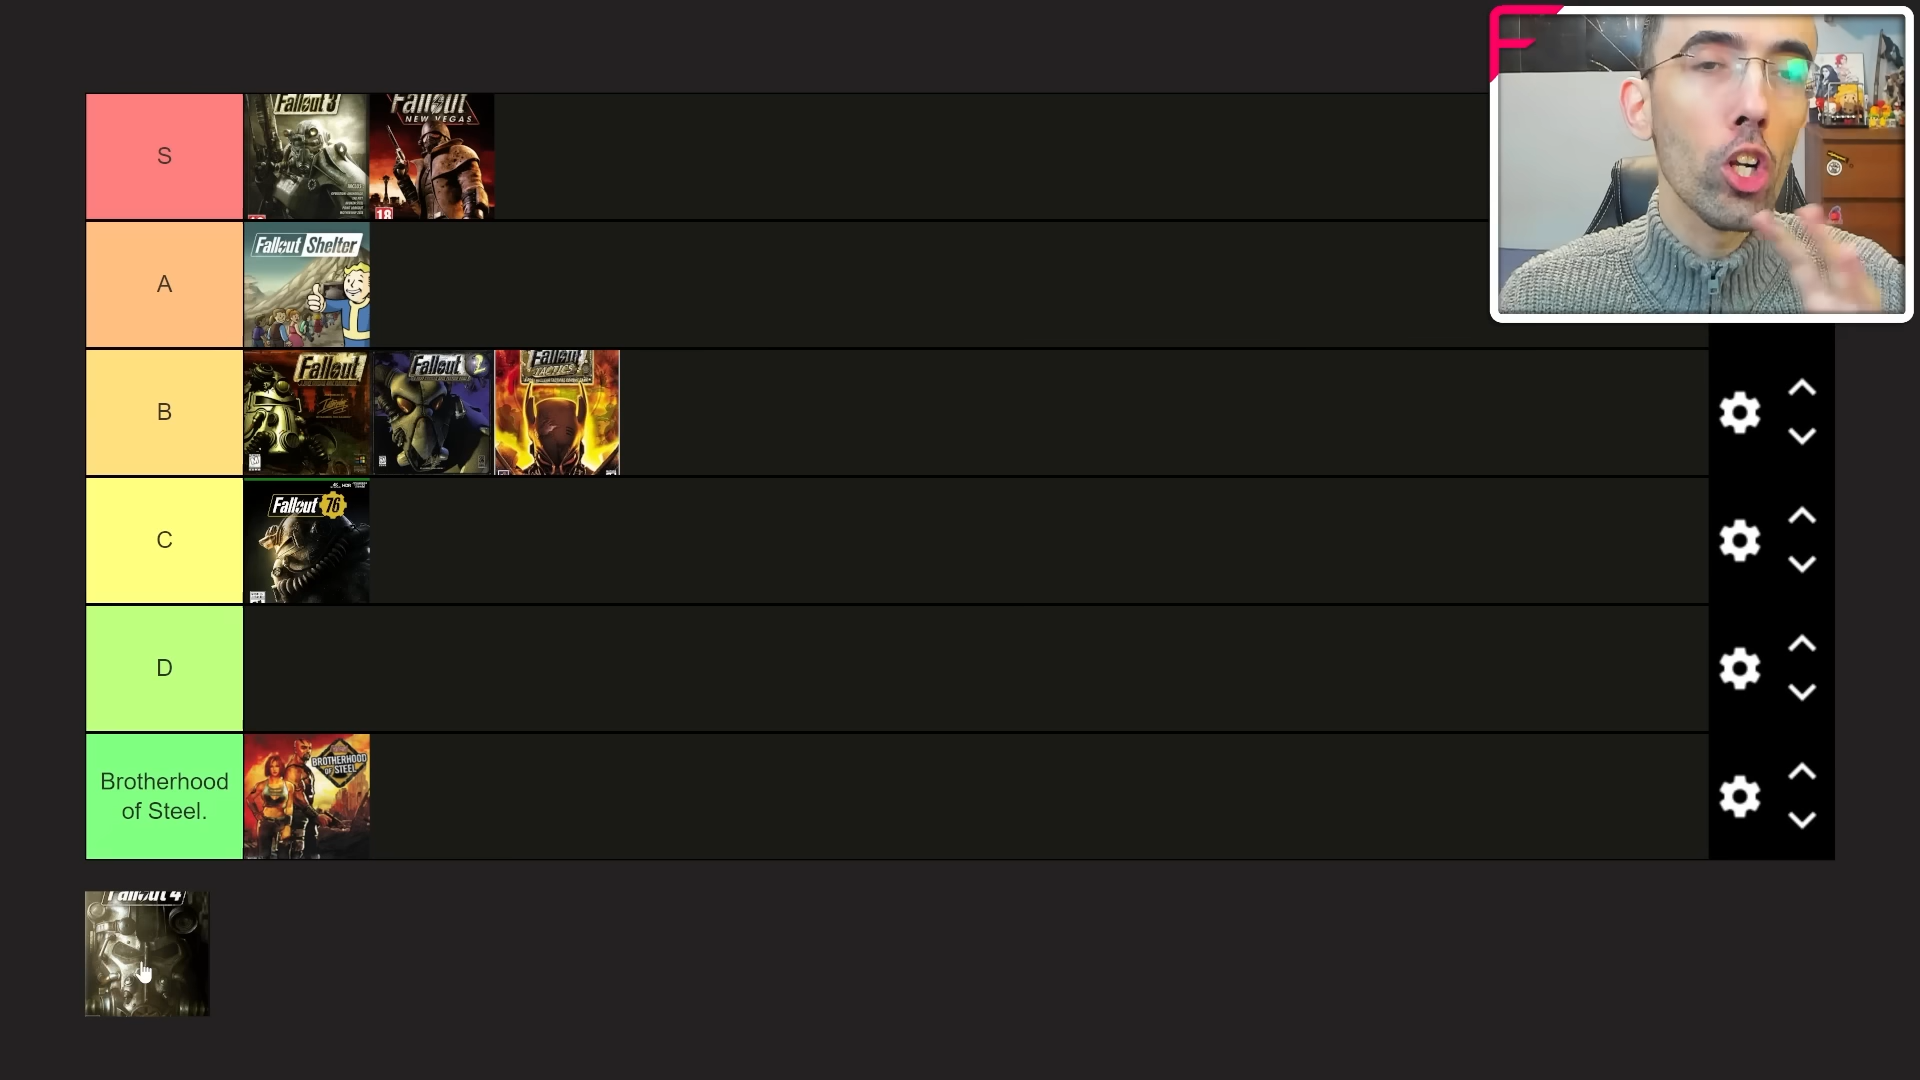 S
Fallout 3
Fallout
NEW VEGAS
18
A
Fallout Shelter
B
Fallout
Fallout 2
Fallout
TACTICS
C
Fallout 76
D
Brotherhood
of Steel.
BROTHERHOOD
OF STEEL
Fallout 4